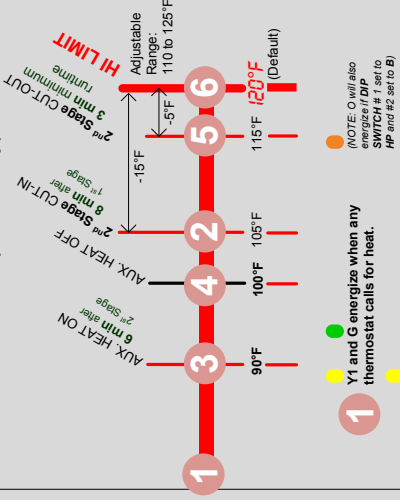 HI LIMIT
Adjustable
Range:
110 to 125°F
2nd Stage CUT-OUT
3 min minimum
runtime
-5°F
-15°F
2nd Stage CUT-IN
8 min after
1st Stage
AUX. HEAT OFF
AUX. HEAT ON
6 min after
2st Stage
1
3
4
2
5
6
90°F
100°F
105°F
115°F
120°F
(Default)
1
Y1 and G energize when any
thermostat calls for heat.
(NOTE: O will also
energize if DIP
SWITCH # 1 set to
HP and #2 set to B)